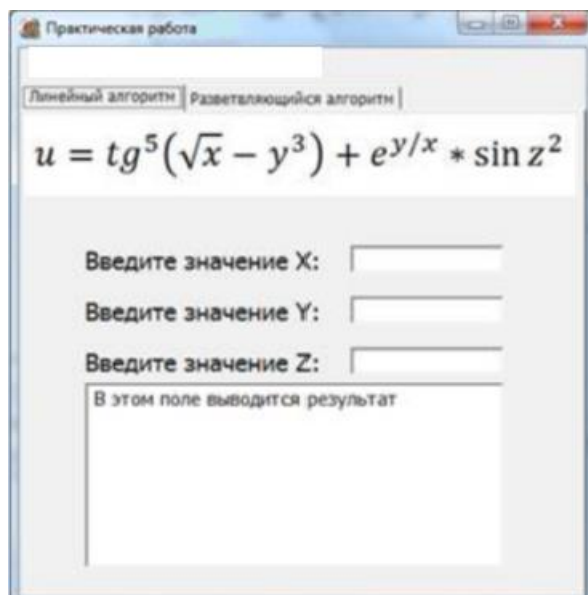 Практическая работа
Линейный алгоритм Разветвляющийся алгоритм
u = tg⁵(√x − y³) + e^{y/x} * sin z²
Введите значение X:
Введите значение Y:
Введите значение Z:
В этом поле выводится результат